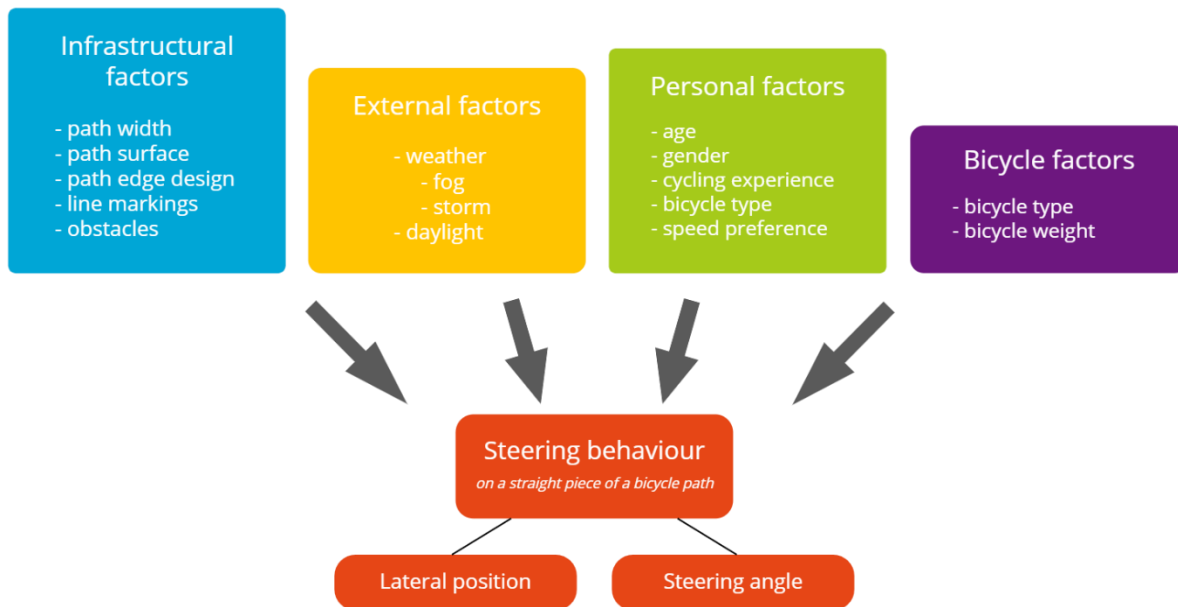 Infrastructural
factors
- path width
- path surface
- path edge design
- line markings
- obstacles
External factors
- weather
- fog
- storm
- daylight
Personal factors
- age
- gender
- cycling experience
- bicycle type
- speed preference
Bicycle factors
- bicycle type
- bicycle weight
Steering behaviour
on a straight piece of a bicycle path
Lateral position
Steering angle